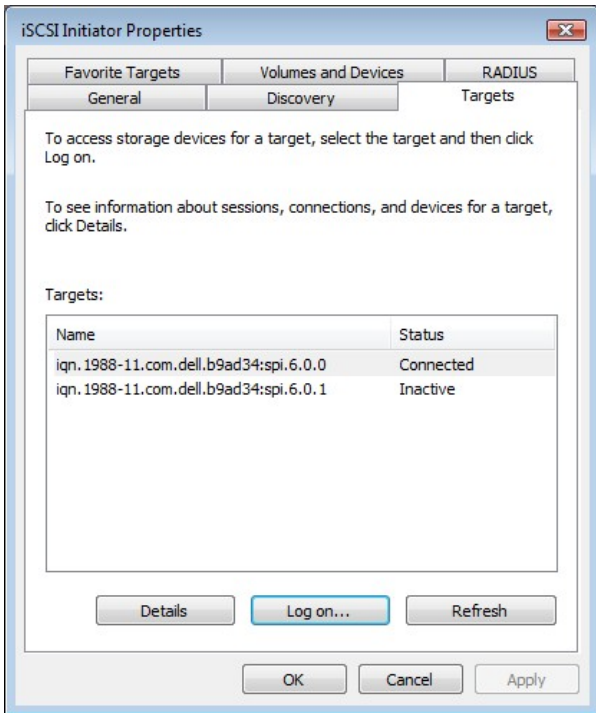 iSCSI Initiator Properties
Favorite Targets Volumes and Devices RADIUS
General Discovery Targets
To access storage devices for a target, select the target and then click
Log on.
To see information about sessions, connections, and devices for a target,
click Details.
Targets:
Name Status
iqn.1988-11.com.dell.b9ad34:spi.6.0.0 Connected
iqn.1988-11.com.dell.b9ad34:spi.6.0.1 Inactive
Details Log on... Refresh
OK Cancel Apply